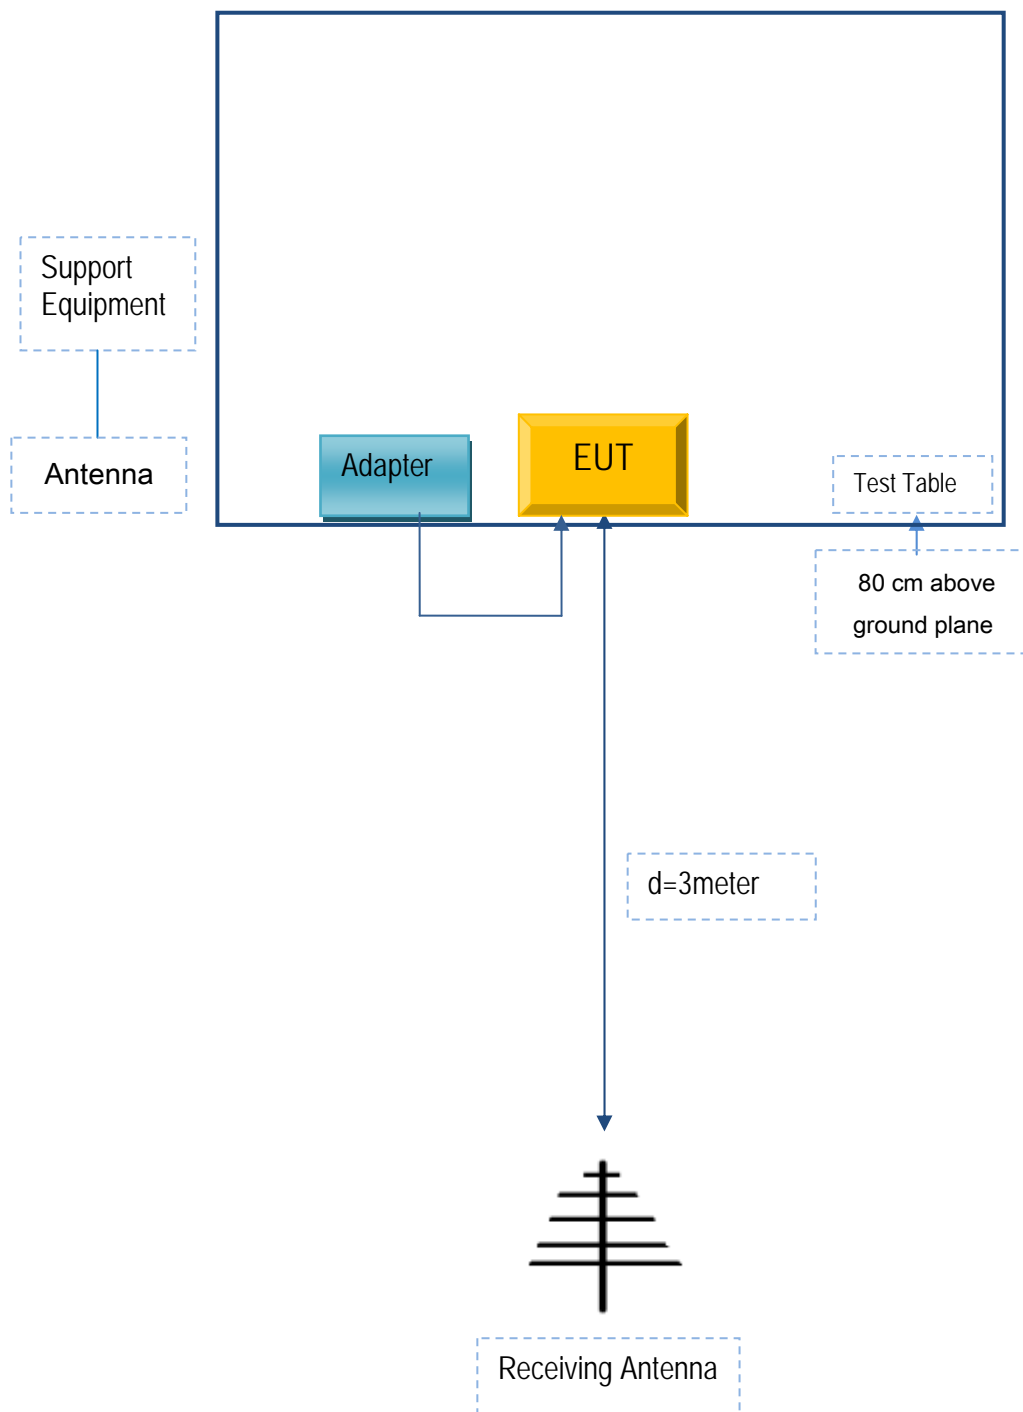 Support
Equipment
Antenna
Adapter
EUT
Test Table
80 cm above
ground plane
d=3meter
Receiving Antenna